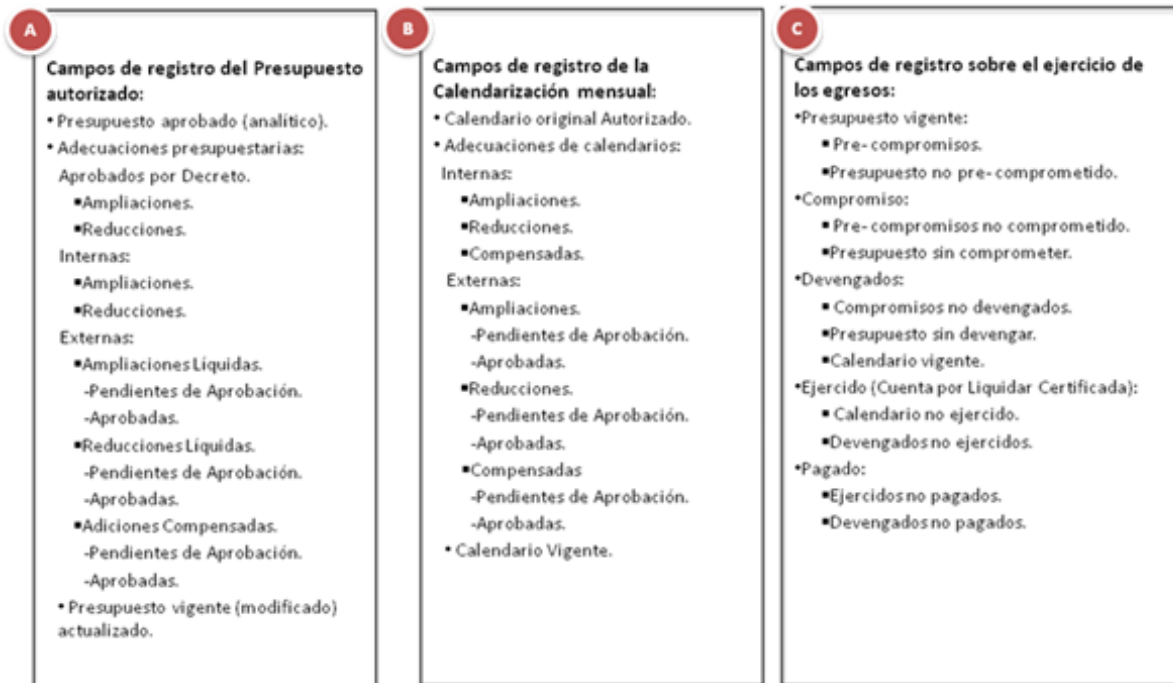 A
Campos de registro del Presupuesto
autorizado:
• Presupuesto aprobado (analítico).
• Adecuaciones presupuestarias:
Aprobados por Decreto.
▪Ampliaciones.
▪Reducciones.
Internas:
▪Ampliaciones.
▪Reducciones.
Externas:
▪Ampliaciones Líquidas.
-Pendientes de Aprobación.
-Aprobadas.
▪Reducciones Líquidas.
-Pendientes de Aprobación.
-Aprobadas.
▪Adiciones Compensadas.
-Pendientes de Aprobación.
-Aprobadas.
• Presupuesto vigente (modificado)
actualizado.
B
Campos de registro de la
Calendarización mensual:
• Calendario original Autorizado.
• Adecuaciones de calendarios:
Internas:
▪Ampliaciones.
▪Reducciones.
▪Compensadas.
Externas:
▪Ampliaciones.
-Pendientes de Aprobación.
-Aprobadas.
▪Reducciones.
-Pendientes de Aprobación.
-Aprobadas.
▪Compensadas
-Pendientes de Aprobación.
-Aprobadas.
• Calendario Vigente.
C
Campos de registro sobre el ejercicio de
los egresos:
•Presupuesto vigente:
▪ Pre- compromisos.
▪Presupuesto no pre- comprometido.
•Compromiso:
▪ Pre- compromisos no comprometido.
▪Presupuesto sin comprometer.
•Devengados:
▪ Compromisos no devengados.
▪Presupuesto sin devengar.
▪Calendario vigente.
•Ejercido (Cuenta por Liquidar Certificada):
▪ Calendario no ejercido.
▪Devengados no ejercidos.
•Pagado:
▪Ejercidos no pagados.
▪Devengados no pagados.